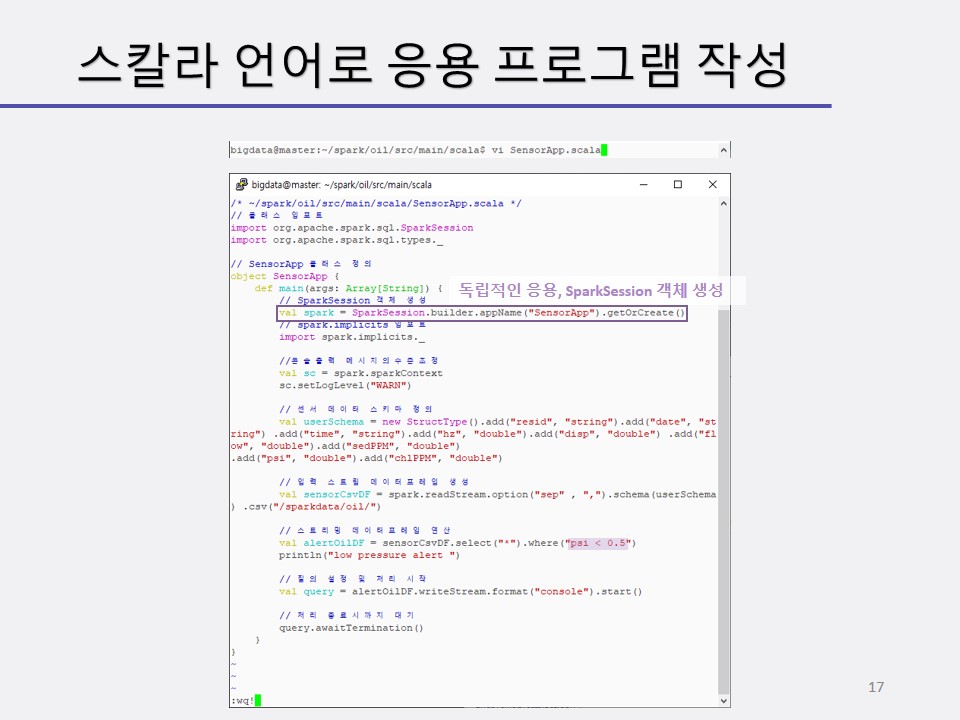 스칼라 언어로 응용 프로그램 작성
bigdata@master:~/spark/oil/src/main/scala$ vi SensorApp.scala
bigdata@master: ~/spark/oil/src/main/scala
/* ~/spark/oil/src/main/scala/SensorApp.scala */
// 클래스 임포트
import org.apache.spark.sql.SparkSession
import org.apache.spark.sql.types._
// SensorApp 클래스 정의
object SensorApp {
def main(args: Array[String]) {
독립적인 응용, SparkSession 객체 생성
// SparkSession 객체 생성
val spark = SparkSession.builder.appName("SensorApp").getOrCreate()
// spark.implicits 임포트
import spark.implicits._
//콘솔출력 메시지의수준조정
val sc = spark.sparkContext
sc.setLogLevel("WARN")
// 센서 데이터 스키마 정의
val userSchema = new StructType().add("resid", "string").add("date", "st
ring") .add("time", "string").add("hz", "double").add("disp", "double") .add("fl
ow", "double").add("sedPPM", "double")
.add("psi", "double").add("chlPPM", "double")
// 입력 스트림 데이터프레임 생성
val sensorCsvDF = spark.readStream.option("sep" , ",").schema(userSchema
) .csv("/sparkdata/oil/")
// 스트리밍 데이터프레임 연산
val alertOilDF = sensorCsvDF.select("*").where("psi < 0.5")
println("low pressure alert ")
// 질의 설정 및 처리 시작
val query = alertOilDF.writeStream.format("console").start()
// 처리 종료시까지 대기
query.awaitTermination()
}
}
~
~
~
:wq!
17